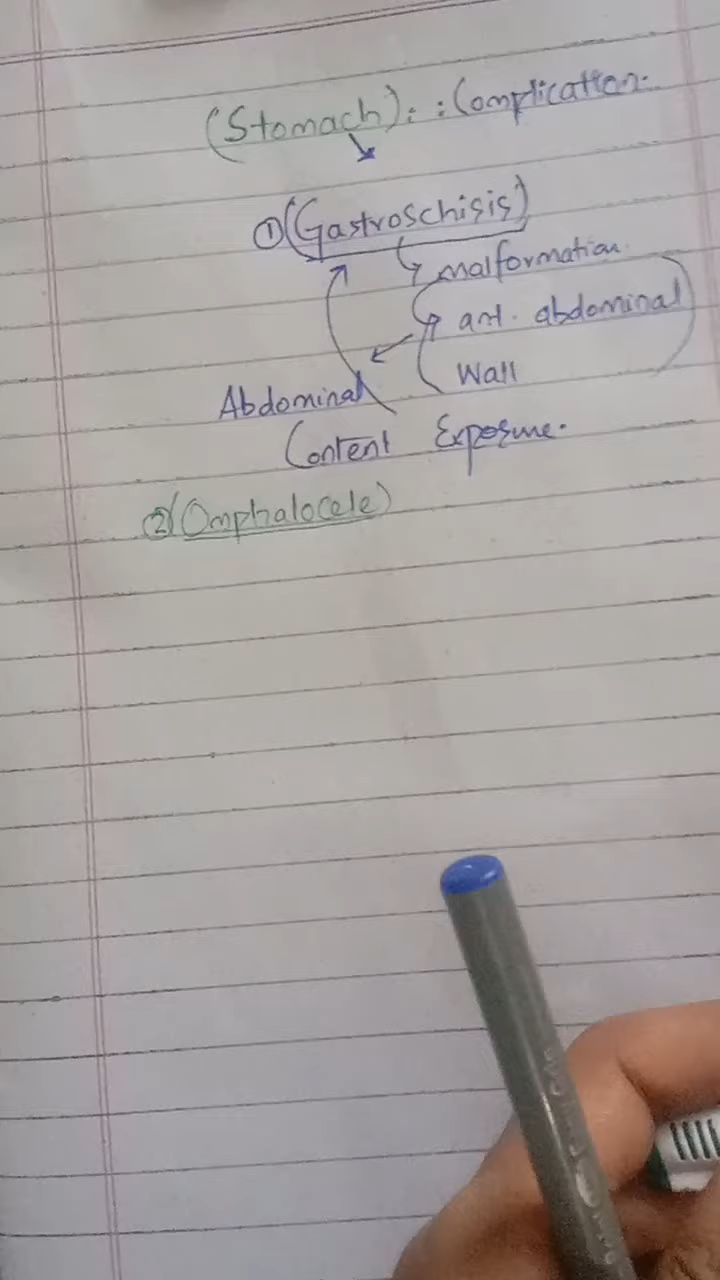 (Stomach): : Complication.
①(Gastroschisis)
malformation.
ant. abdominal
Wall
Abdominal
Content Exposure.
②(Omphalocele)